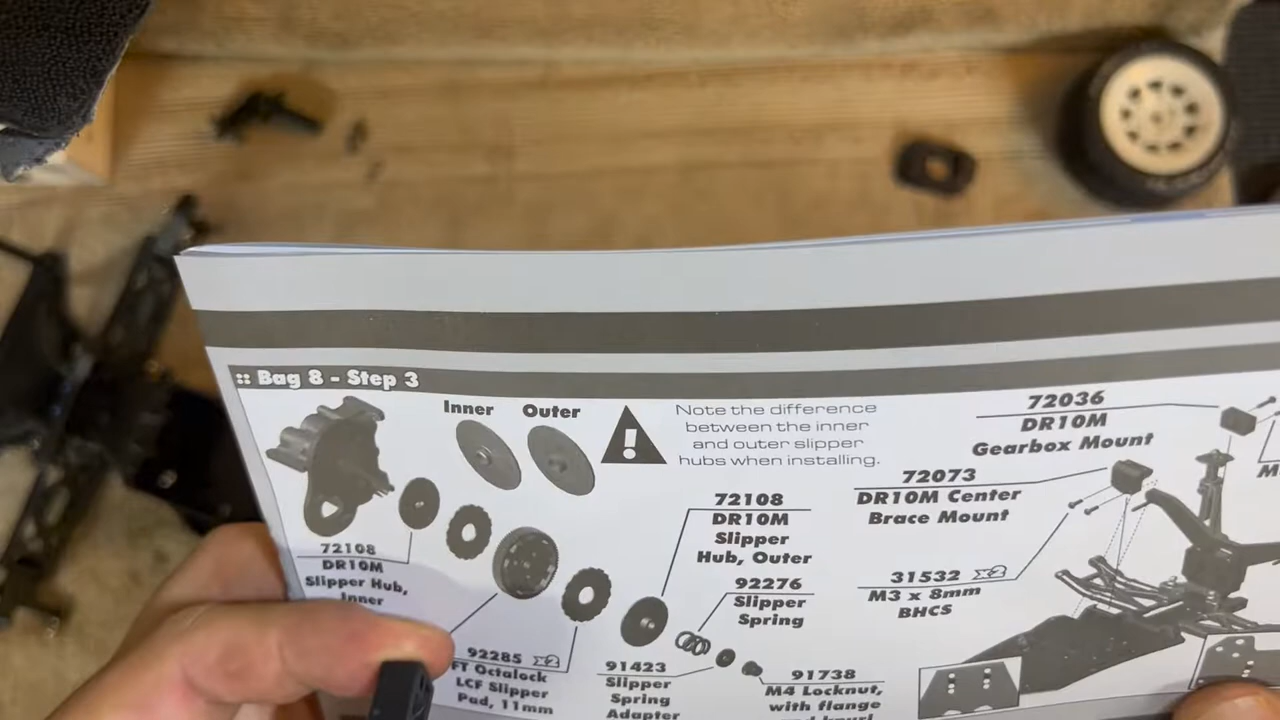 :: Bag 8 - Step 3
Inner
Outer
Note the difference
between the inner
and outer slipper
hubs when installing.
72036
DR10M
Gearbox Mount
72073
DR10M Center
Brace Mount
31532 x2
M3 x 8mm
BHCS
72108
DR10M
Slipper
Hub, Outer
92276
Slipper
Spring
72108
DR10M
Slipper Hub,
Inner
92285 x2
FT Octalock
LCF Slipper
Pad, 11mm
91423
Slipper
Spring
Adapter
91738
M4 Locknut,
with flange